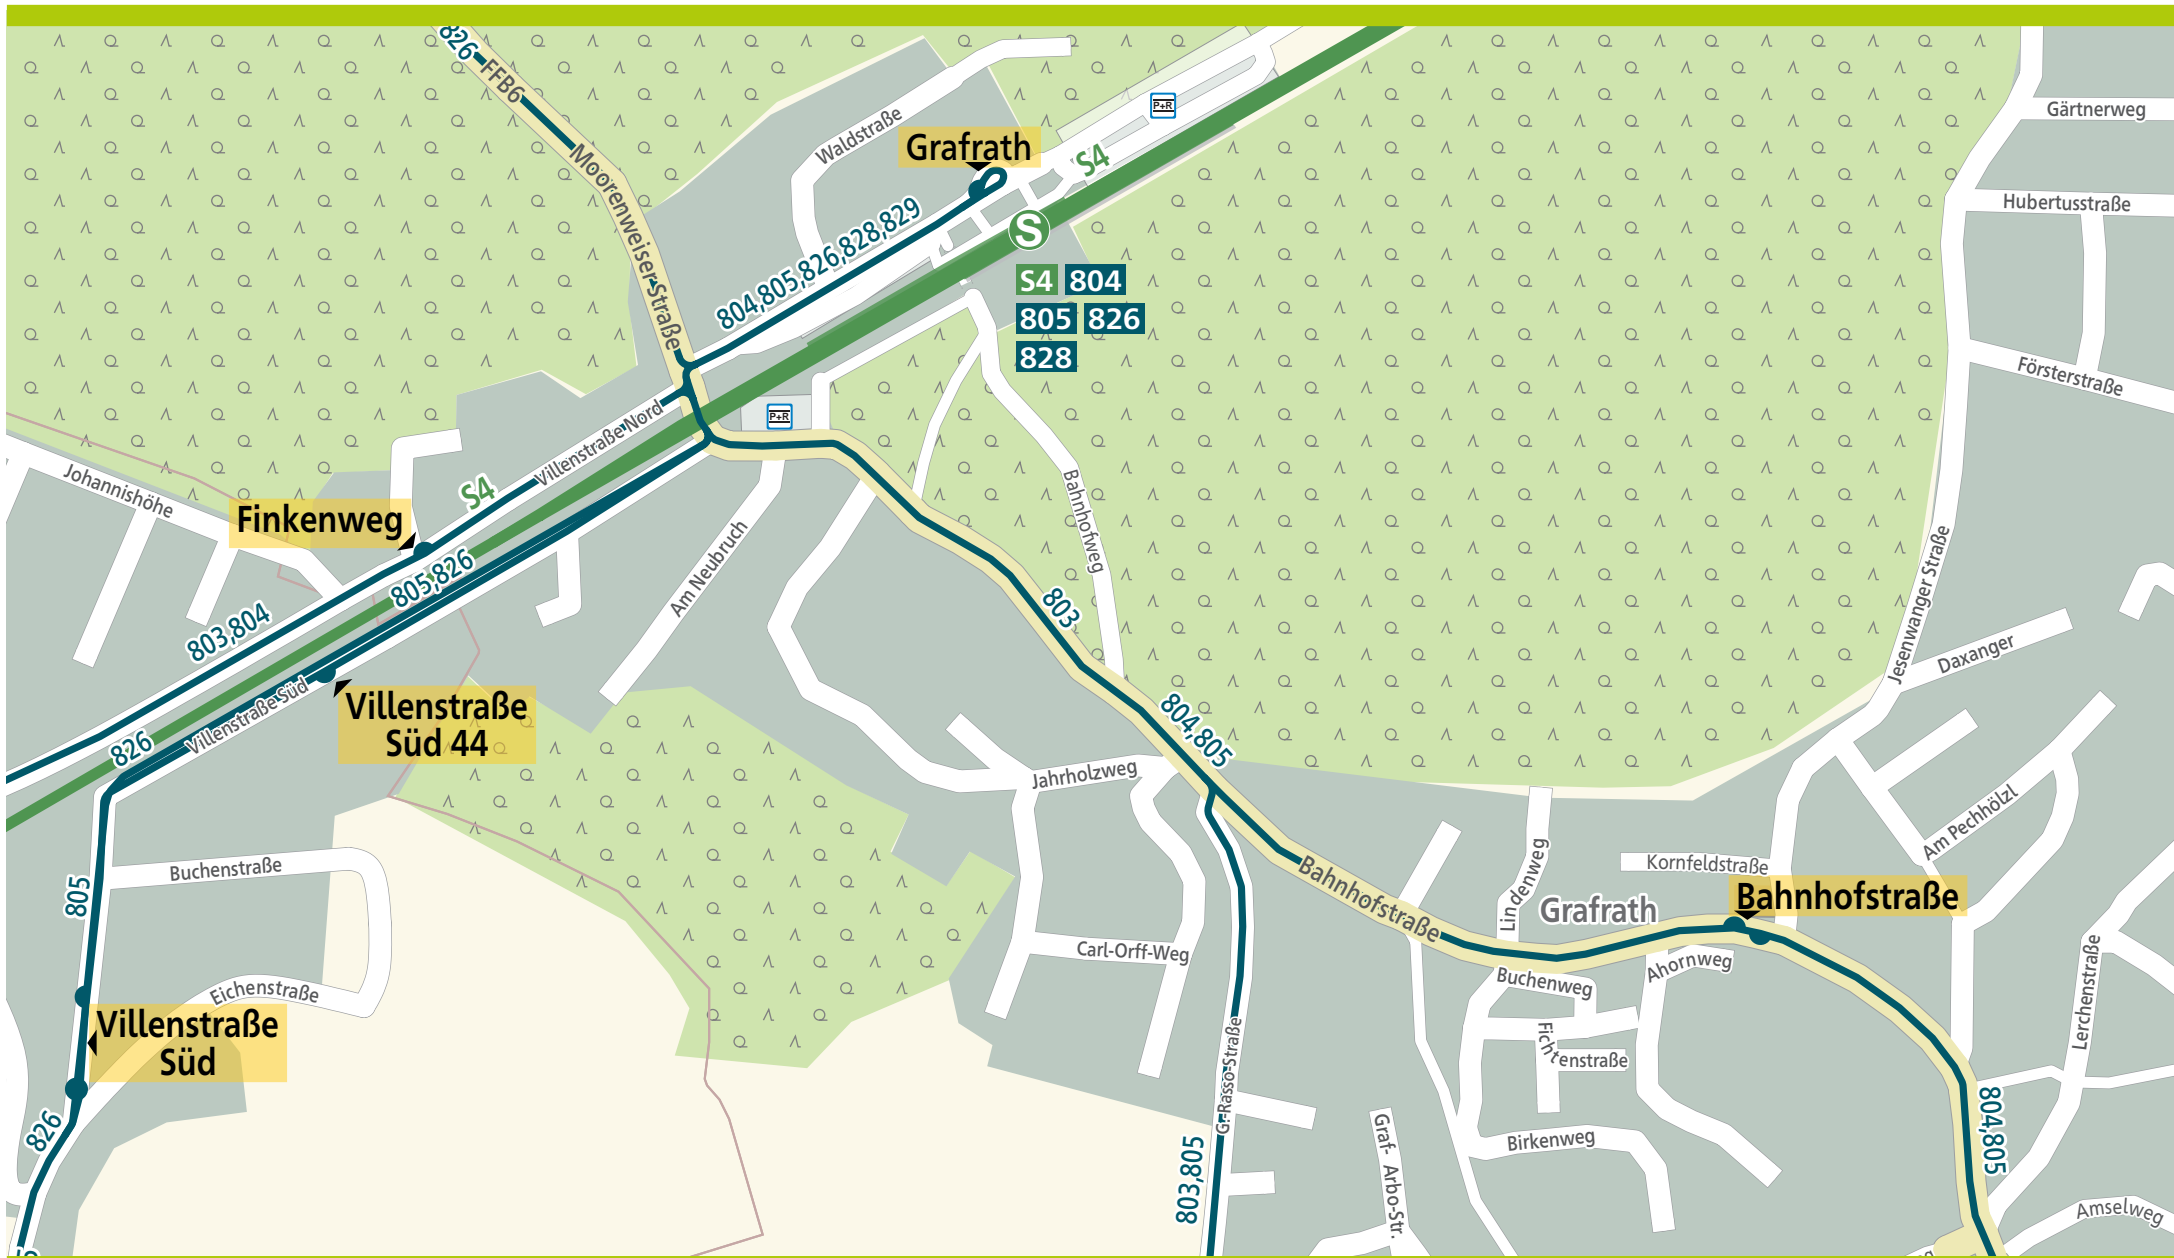 826
FFB6
Moorenweiser Straße
Waldstraße
P+R
Grafrath
S4
S
804,805,826,828,829
S4 804
805 826
828
Gärtnerweg
Hubertusstraße
Försterstraße
P+R
Villenstraße Nord
S4
Johannishöhe
Finkenweg
805,826
803,804
Am Neubruch
Bahnhofweg
803
Jesenwanger Straße
Daxanger
Villenstraße
Süd 44
Villenstraße Süd
826
804,805
Jahrholzweg
Am Pechhölzl
Kornfeldstraße
Lindenweg
Bahnhofstraße
Grafrath
Bahnhofstraße
Buchenstraße
805
Carl-Orff-Weg
Ahornweg
Buchenweg
Lerchenstraße
Eichenstraße
Villenstraße
Süd
Fichtenstraße
G.-Rasso-Straße
826
Birkenweg
Graf- Arbo-Str.
804,805
803,805
Amselweg